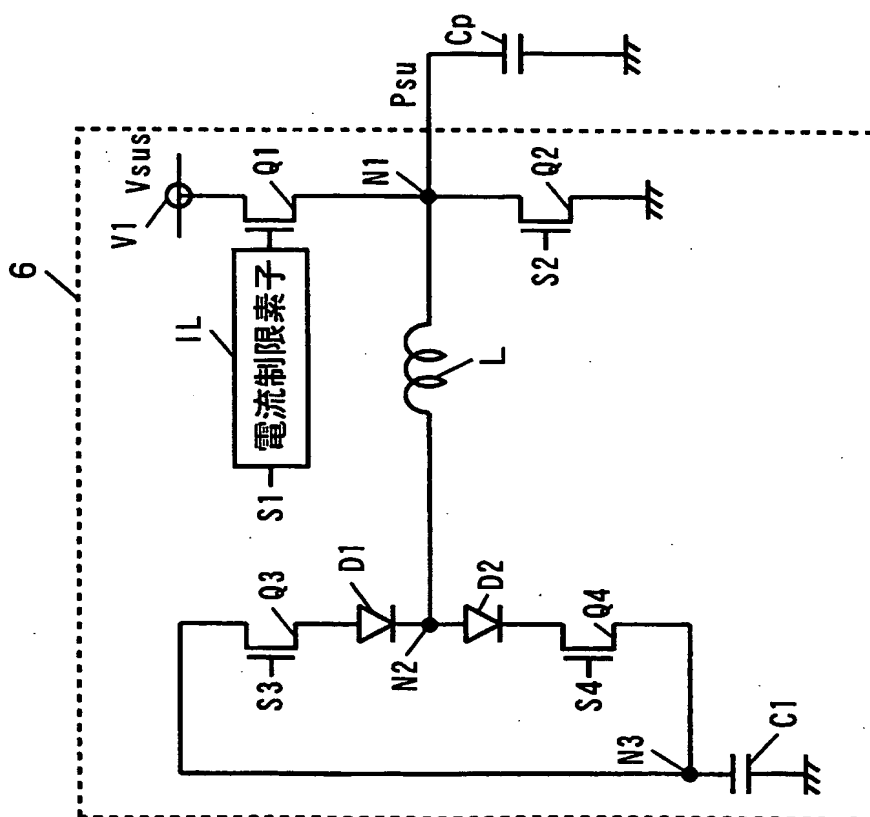 6
V1
Vsus
Q1
IL
電流制限素子
S1
N1
Psu
Cp
Q2
S2
L
Q3
S3
D1
N2
D2
Q4
S4
N3
C1